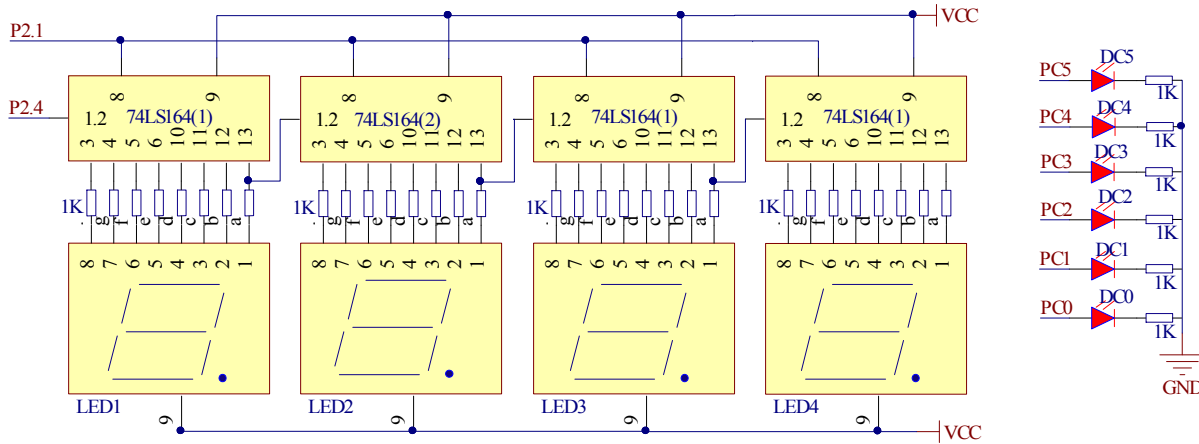 VCC
P2.1
P2.4
8 9
1.2 74LS164(1)
3 4 5 6 10 11 12 13
8 9
1.2 74LS164(2)
3 4 5 6 10 11 12 13
8 9
1.2 74LS164(1)
3 4 5 6 10 11 12 13
8 9
1.2 74LS164(1)
3 4 5 6 10 11 12 13
1K . g f e d c b a
1K . g f e d c b a
1K . g f e d c b a
1K . g f e d c b a
8 7 6 5 4 3 2 1
8 7 6 5 4 3 2 1
8 7 6 5 4 3 2 1
8 7 6 5 4 3 2 1
LED1 9
LED2 9
LED3 9
LED4 9
VCC
PC5 DC5 1K
PC4 DC4 1K
PC3 DC3 1K
PC2 DC2 1K
PC1 DC1 1K
PC0 DC0 1K
GND